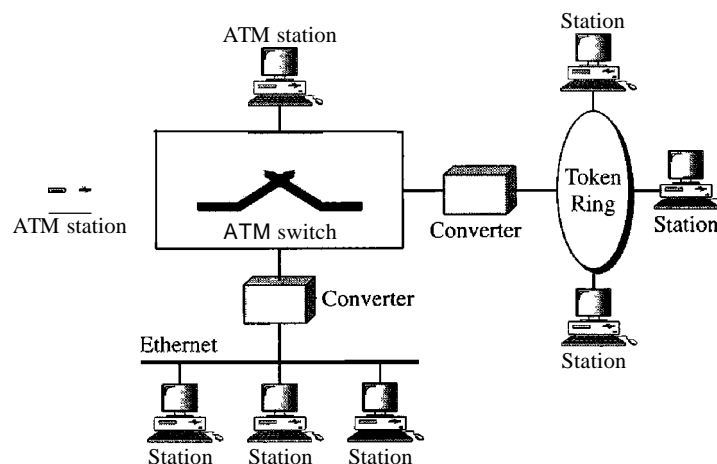 Station
ATM station
Token
Ring
ATM station
ATM switch
Converter
Station
Converter
Ethernet
Station
Station
Station
Station